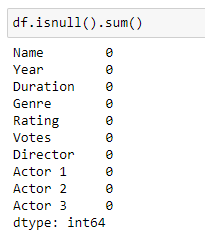 df.isnull().sum()
Name 0
Year 0
Duration 0
Genre 0
Rating 0
Votes 0
Director 0
Actor 1 0
Actor 2 0
Actor 3 0
dtype: int64